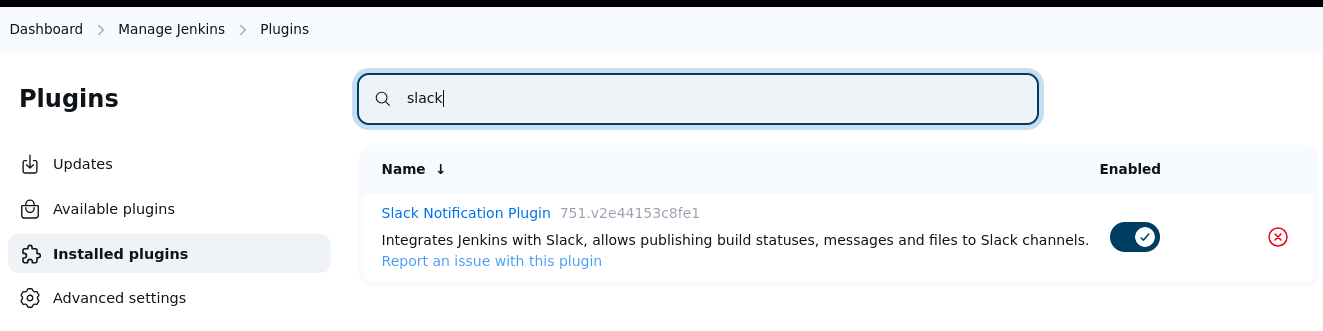 Dashboard > Manage Jenkins > Plugins
Plugins
slack
Updates
Available plugins
Installed plugins
Advanced settings
Name ↓ Enabled
Slack Notification Plugin 751.v2e44153c8fe1
Integrates Jenkins with Slack, allows publishing build statuses, messages and files to Slack channels.
Report an issue with this plugin